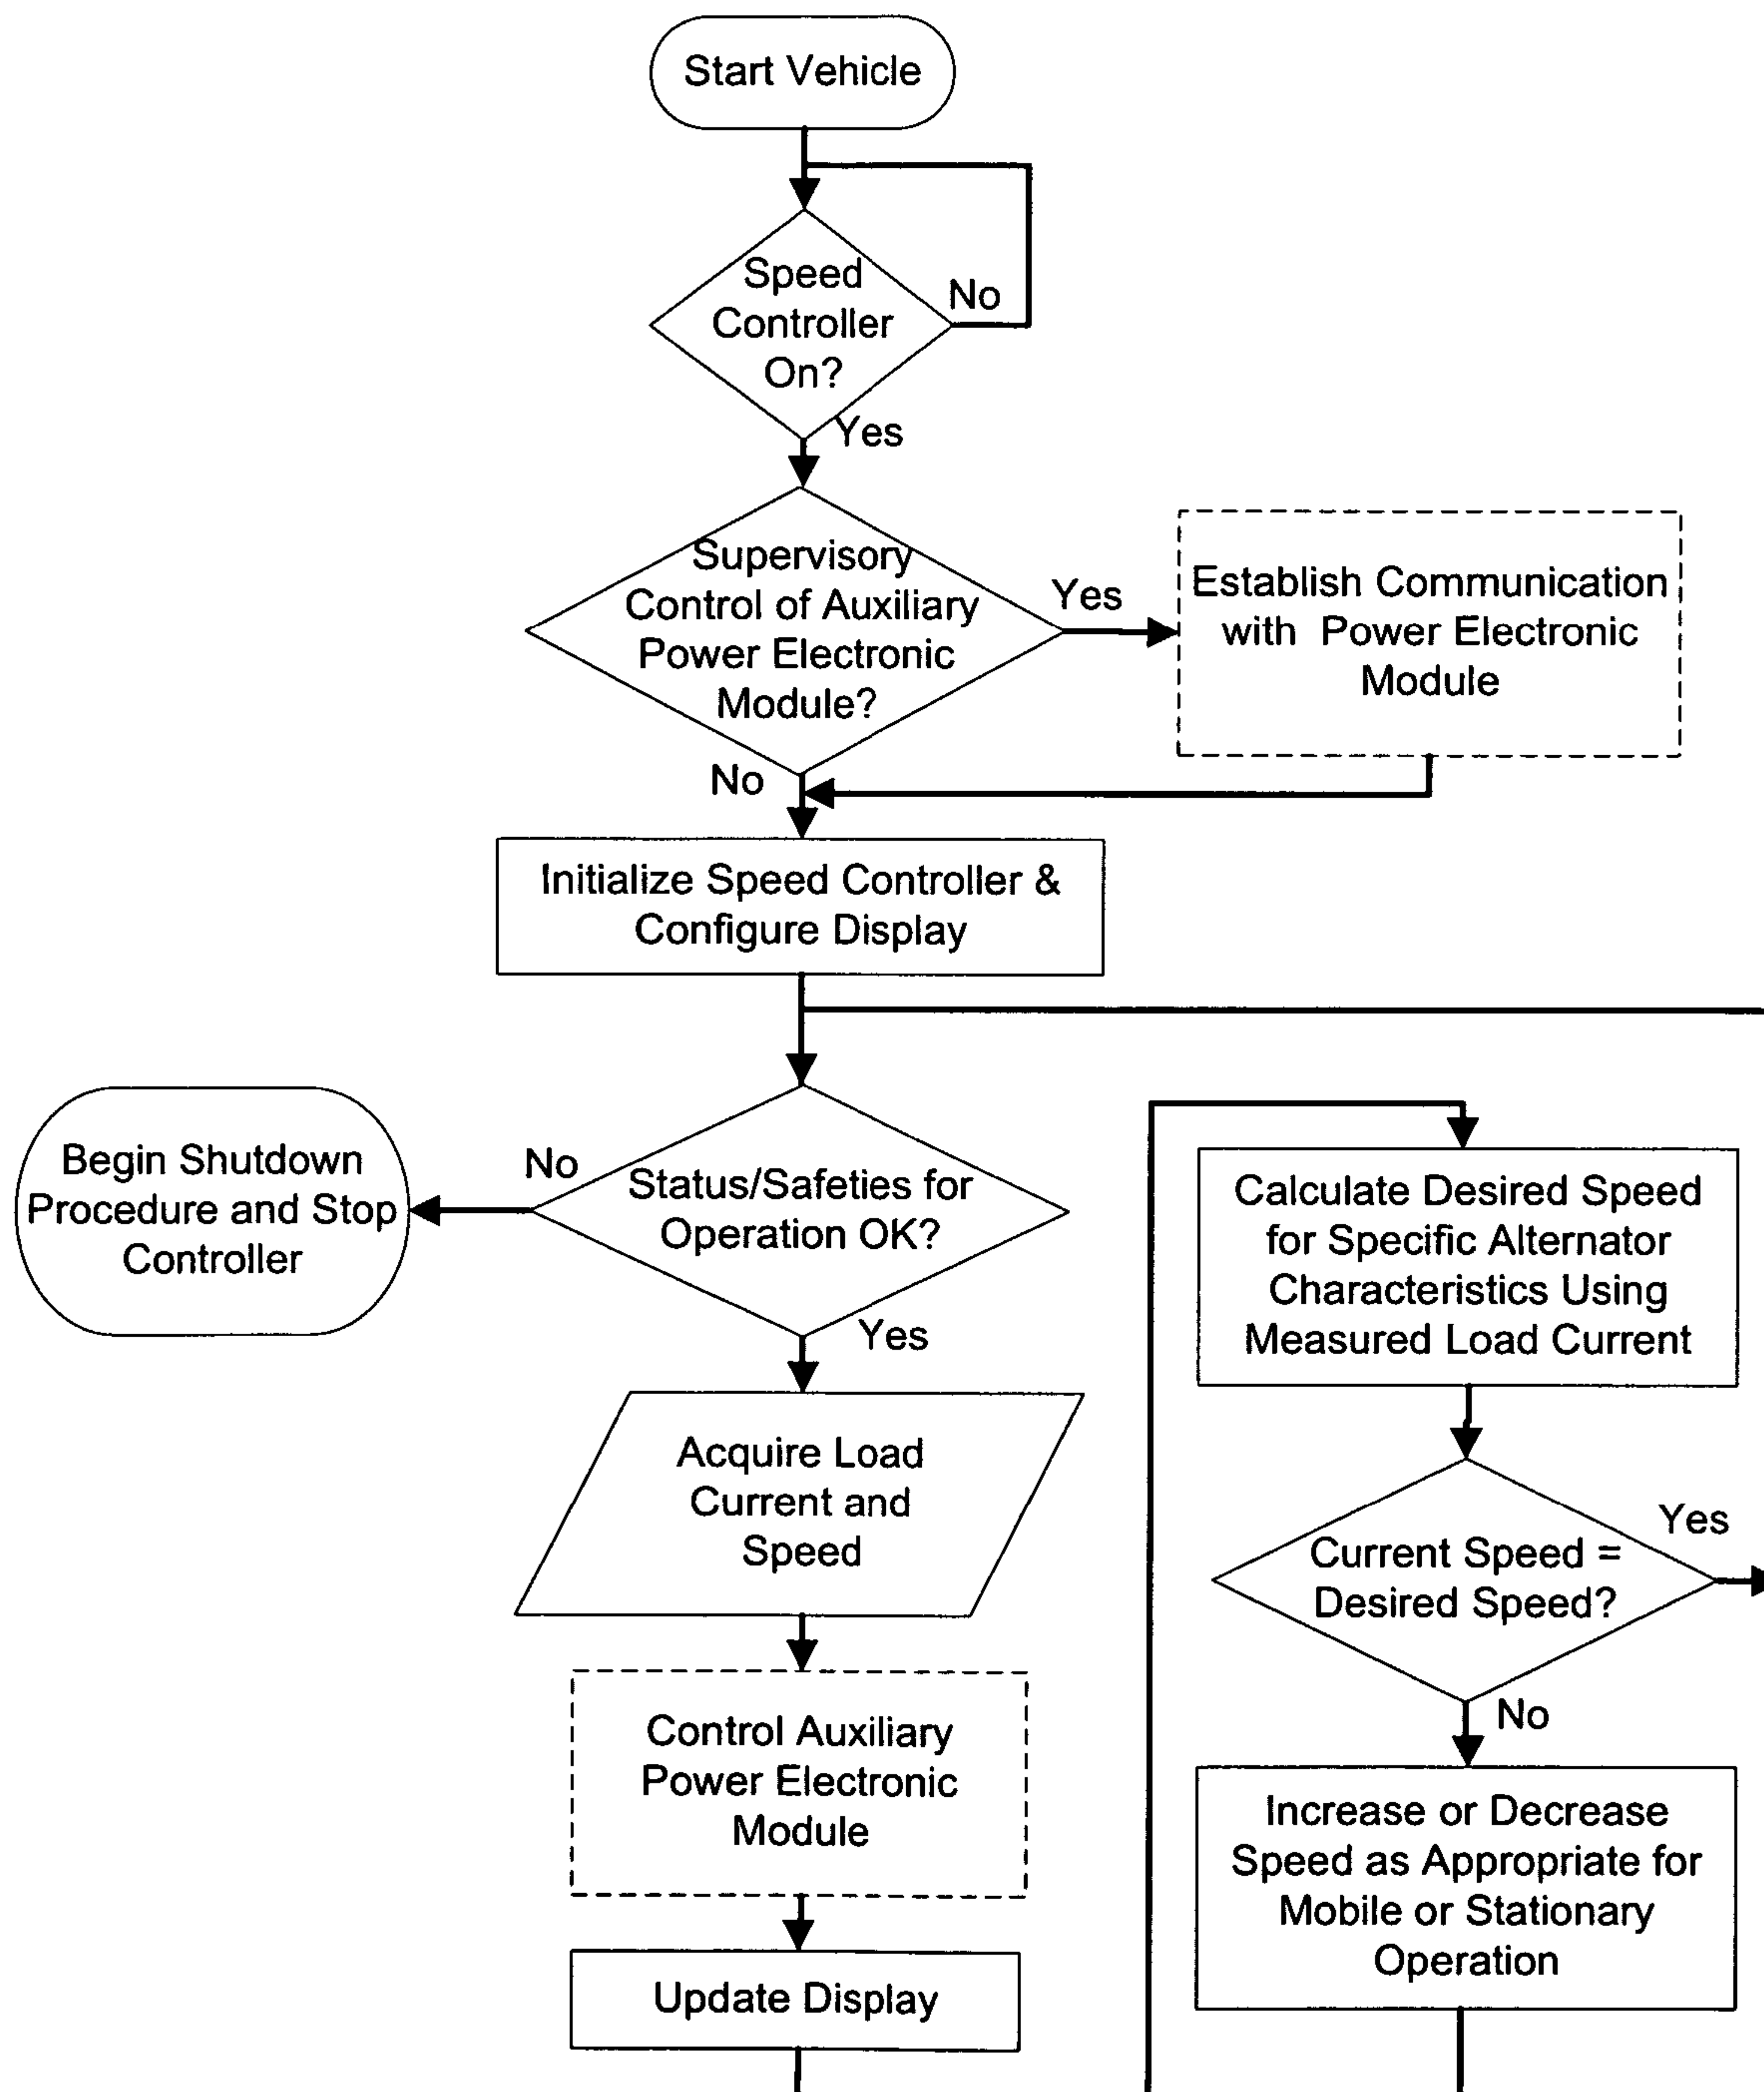 Start Vehicle
Speed
Controller
On?
No
Yes
Supervisory
Control of Auxiliary
Power Electronic
Module?
Yes
No
Establish Communication
with Power Electronic
Module
Initialize Speed Controller &
Configure Display
Status/Safeties for
Operation OK?
No
Yes
Begin Shutdown
Procedure and Stop
Controller
Acquire Load
Current and
Speed
Control Auxiliary
Power Electronic
Module
Update Display
Calculate Desired Speed
for Specific Alternator
Characteristics Using
Measured Load Current
Current Speed =
Desired Speed?
Yes
No
Increase or Decrease
Speed as Appropriate for
Mobile or Stationary
Operation